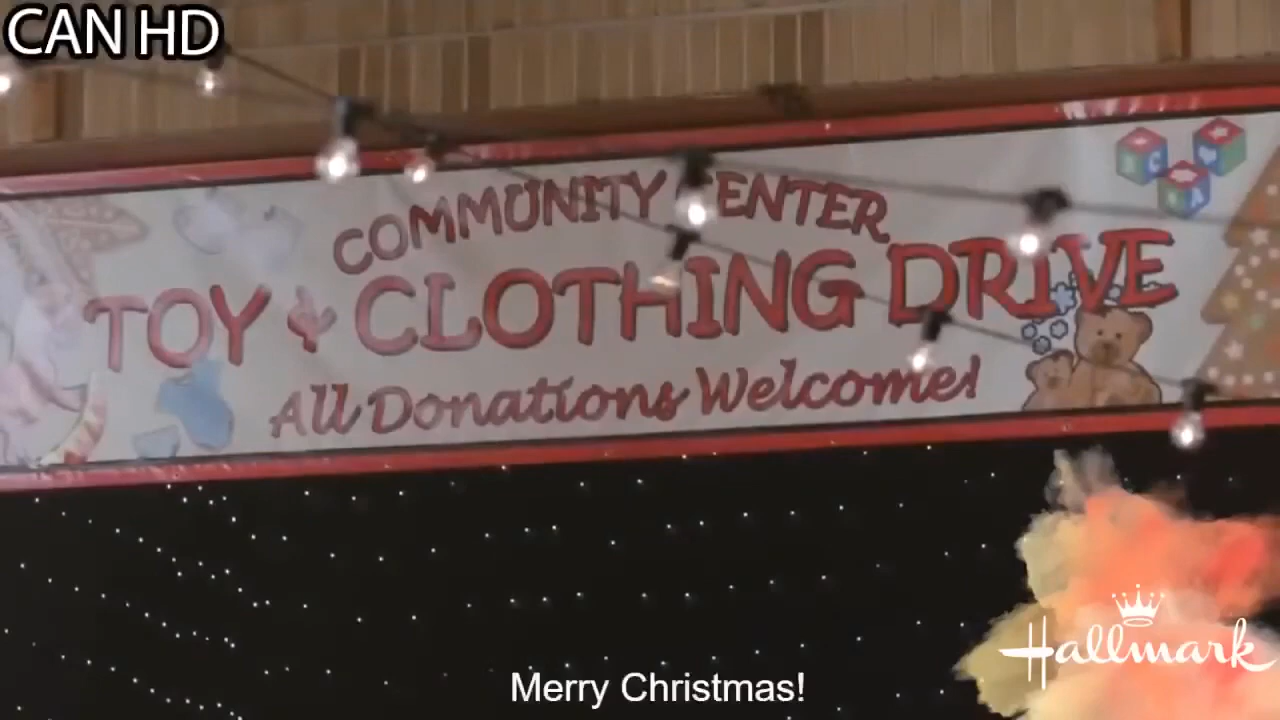 CAN HD
COMMUNITY CENTER
TOY & CLOTHING DRIVE
All Donations Welcome!
Merry Christmas!
Hallmark